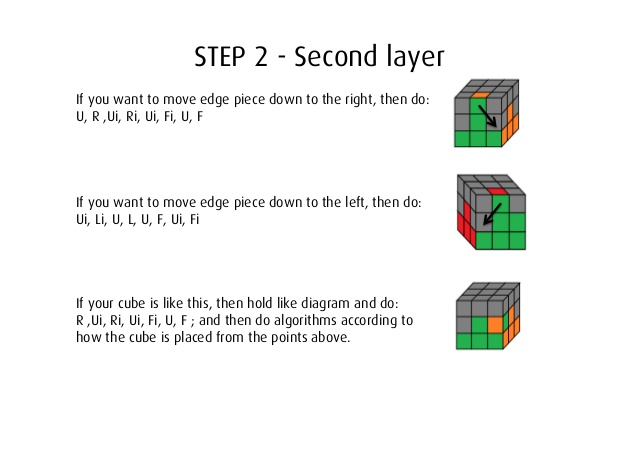 STEP 2 - Second layer
If you want to move edge piece down to the right, then do:
U, R ,Ui, Ri, Ui, Fi, U, F
If you want to move edge piece down to the left, then do:
Ui, Li, U, L, U, F, Ui, Fi
If your cube is like this, then hold like diagram and do:
R ,Ui, Ri, Ui, Fi, U, F ; and then do algorithms according to
how the cube is placed from the points above.